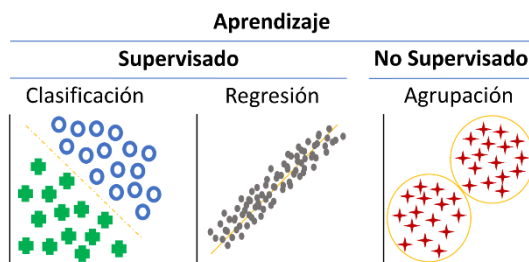 Aprendizaje
Supervisado
No Supervisado
Clasificación
Regresión
Agrupación